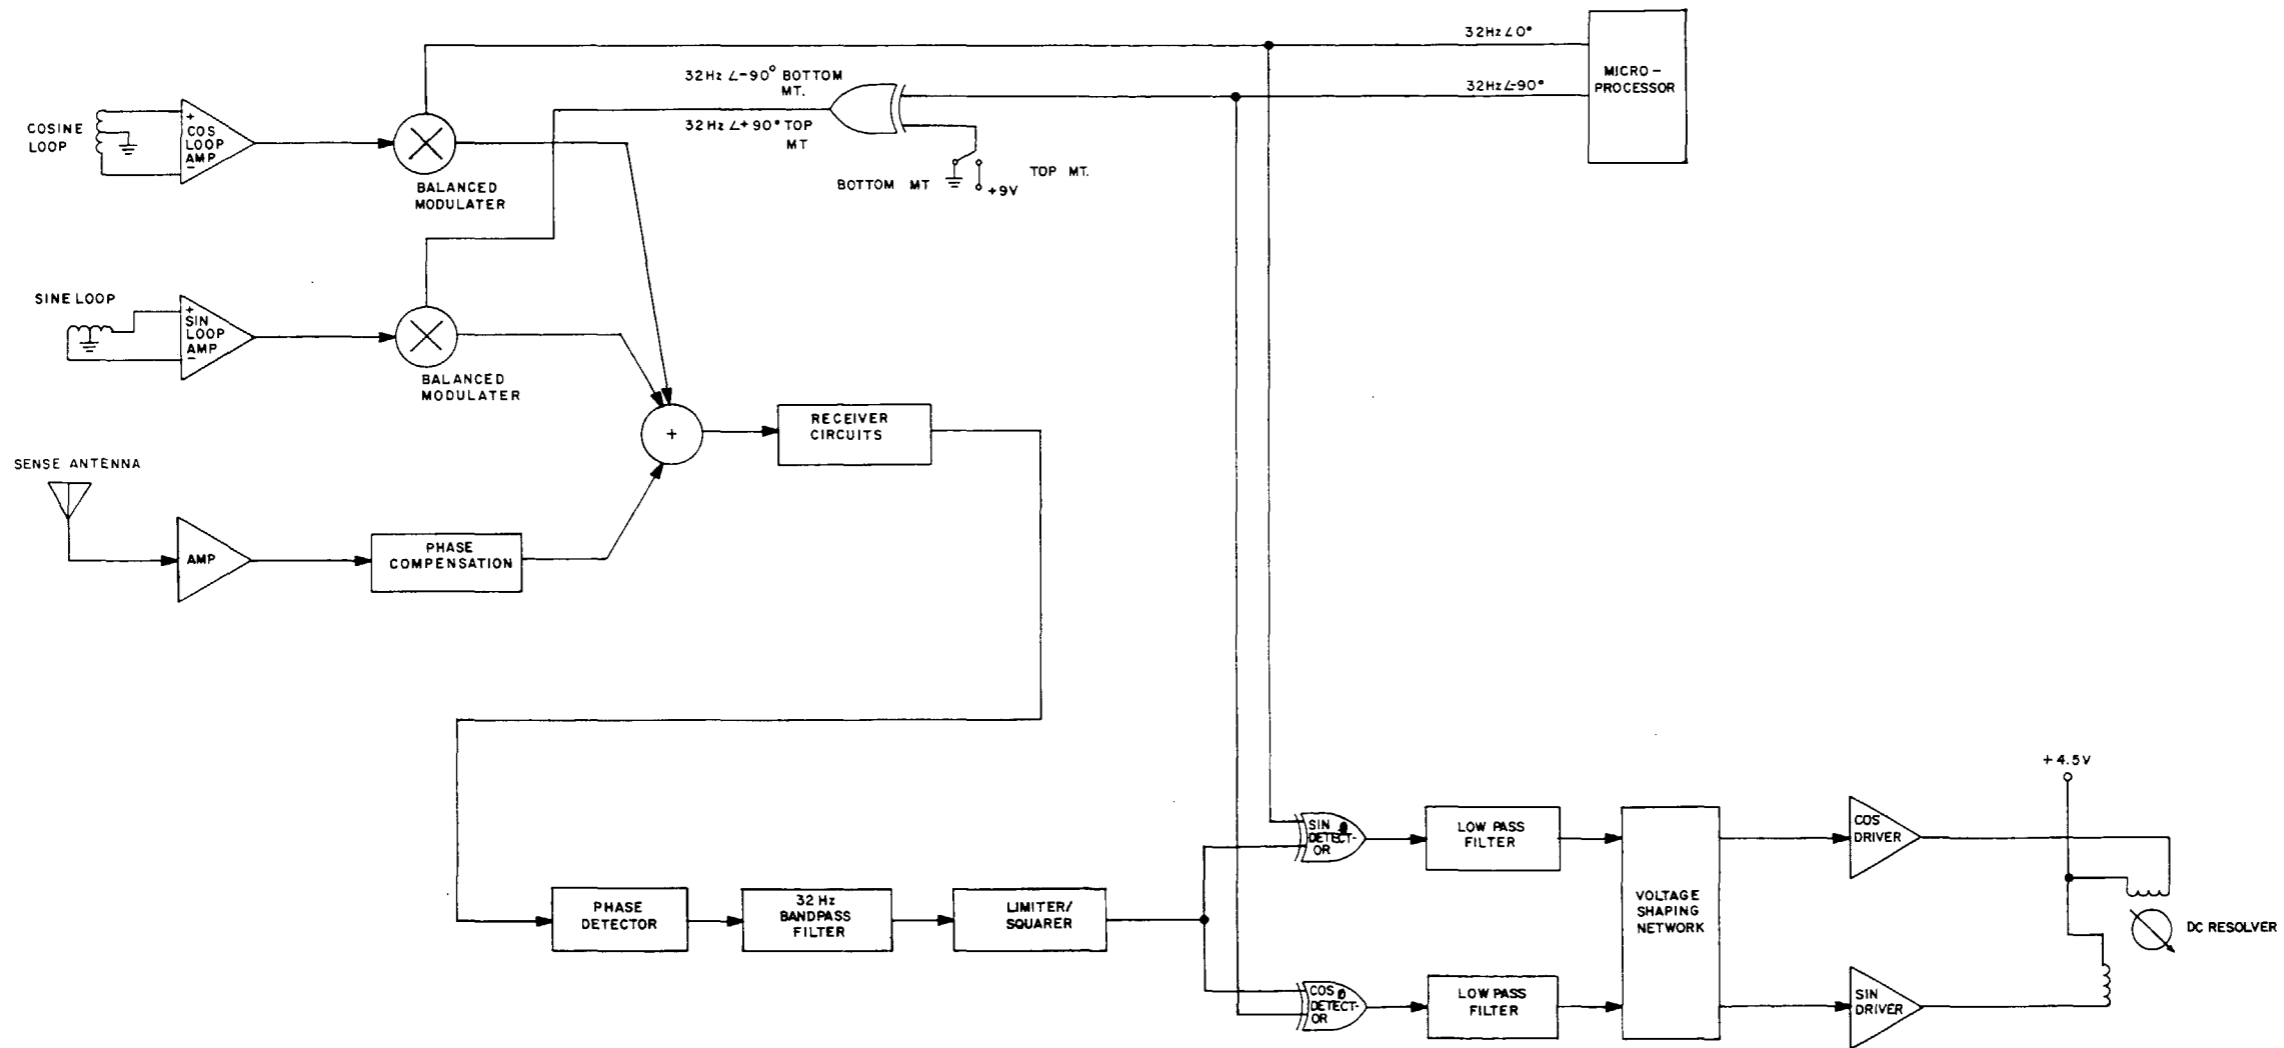 32Hz∠0°
MICRO-
PROCESSOR
32Hz∠-90° BOTTOM
MT.
32Hz∠-90°
COSINE
LOOP
+
COS
LOOP
AMP
-
32Hz∠+90° TOP
MT
BOTTOM MT
+9V
TOP MT.
BALANCED
MODULATER
SINE LOOP
+
SIN
LOOP
AMP
-
BALANCED
MODULATER
+
RECEIVER
CIRCUITS
SENSE ANTENNA
AMP
PHASE
COMPENSATION
+4.5V
SIN
DETECT-
OR
LOW PASS
FILTER
COS
DRIVER
PHASE
DETECTOR
32 Hz
BANDPASS
FILTER
LIMITER/
SQUARER
VOLTAGE
SHAPING
NETWORK
DC RESOLVER
COS
DETECT-
OR
LOW PASS
FILTER
SIN
DRIVER